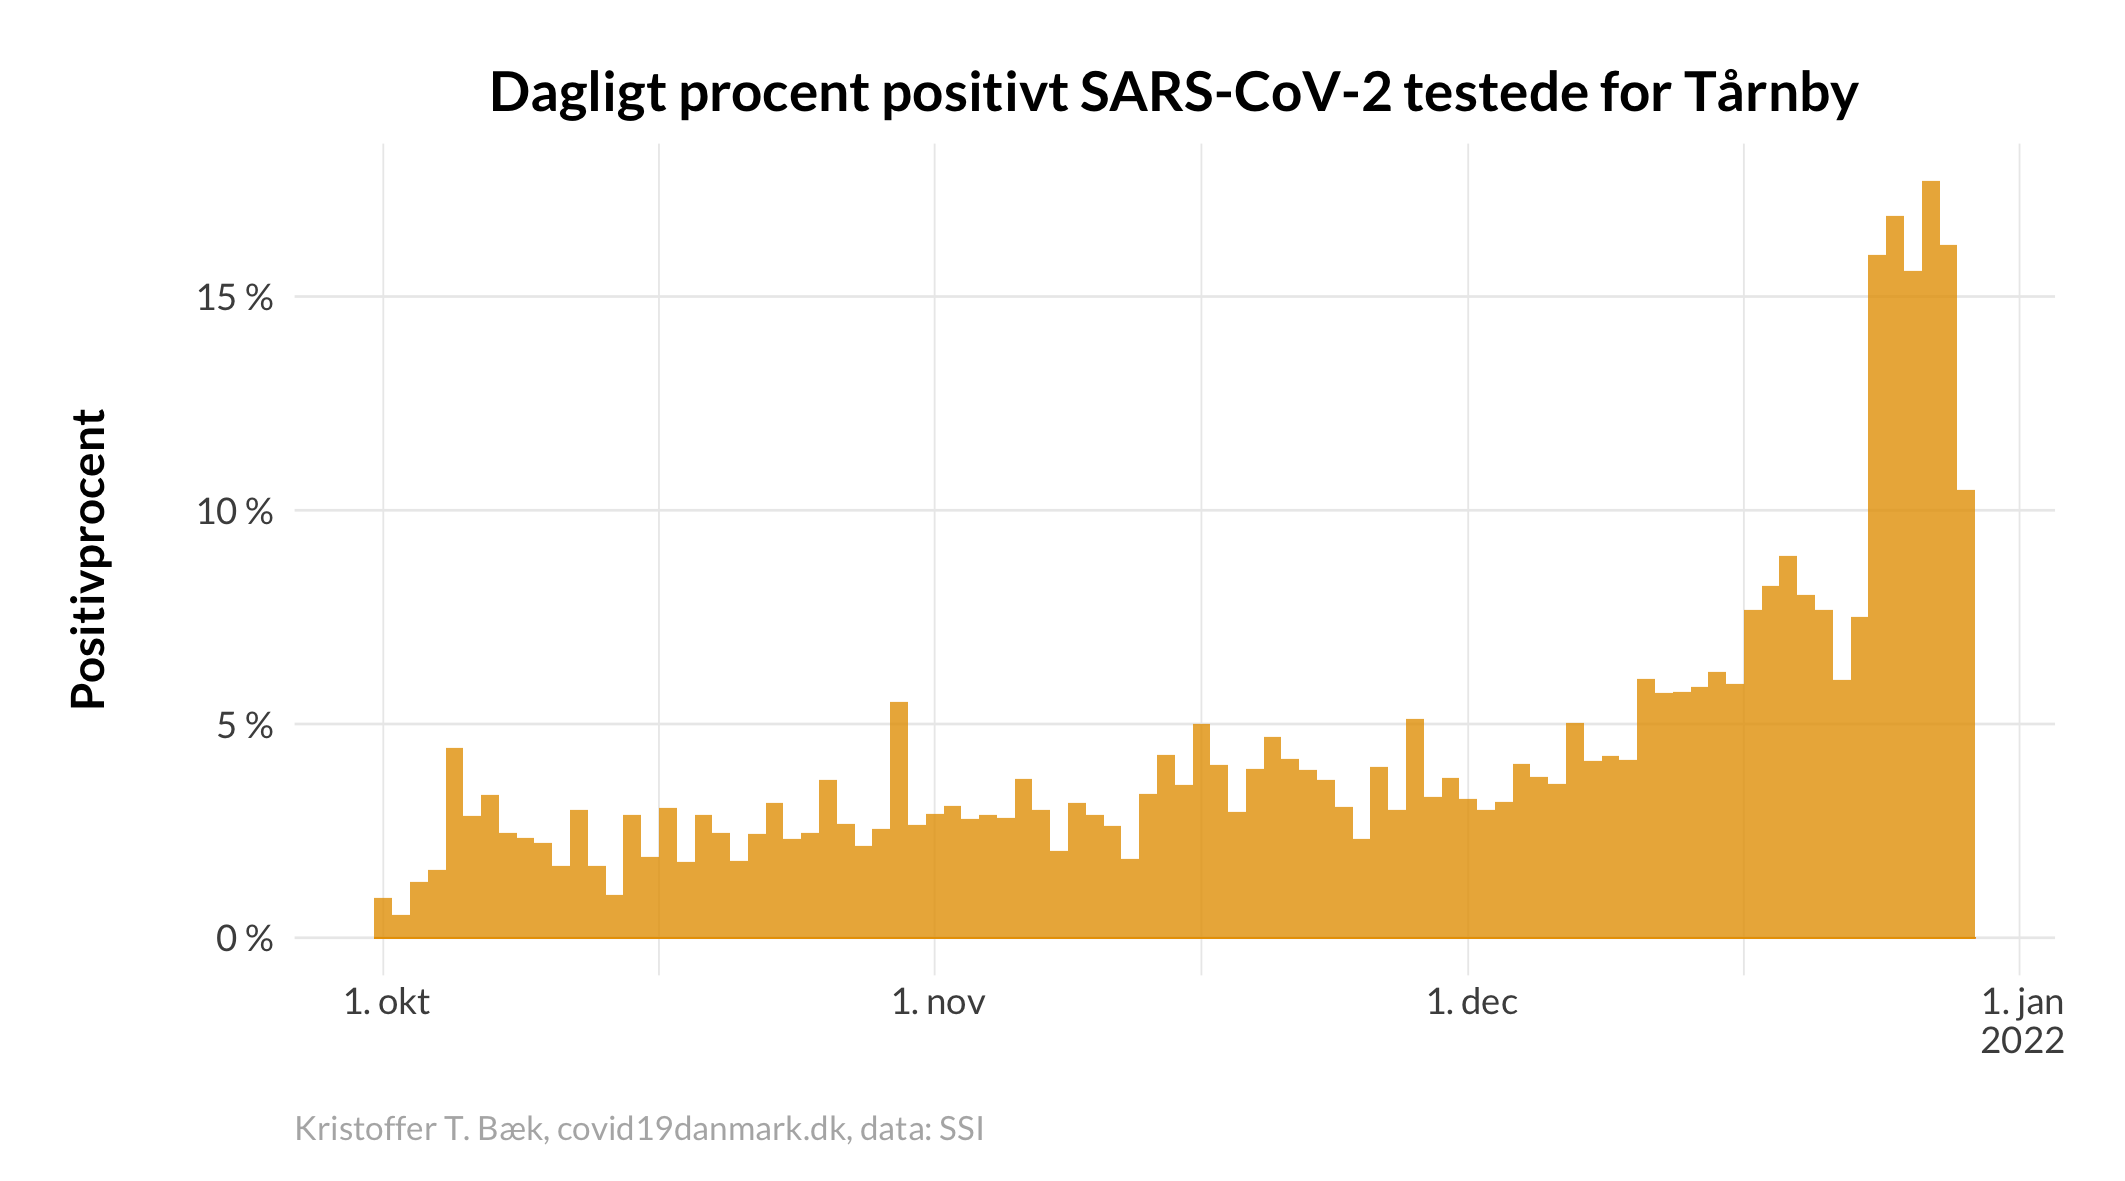 Dagligt procent positivt SARS-CoV-2 testede for Tårnby
Positivprocent
15 %
10 %
5 %
0 %
1. okt
1. nov
1. dec
1. jan
2022
Kristoffer T. Bæk, covid19danmark.dk, data: SSI